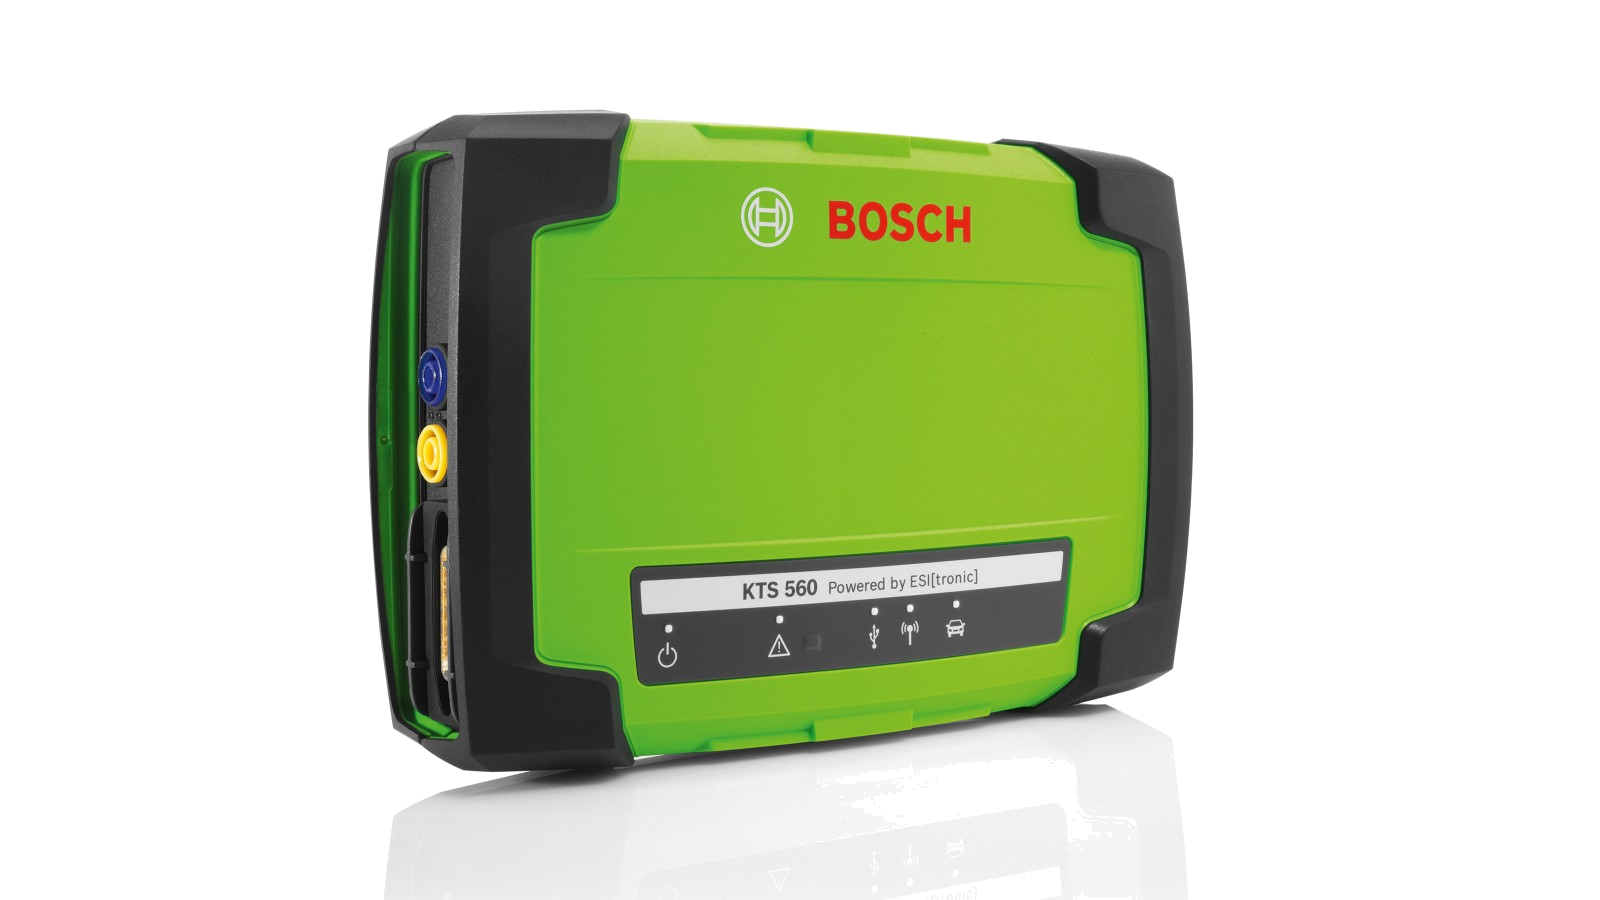 BOSCH
KTS 560 Powered by ESI[tronic]